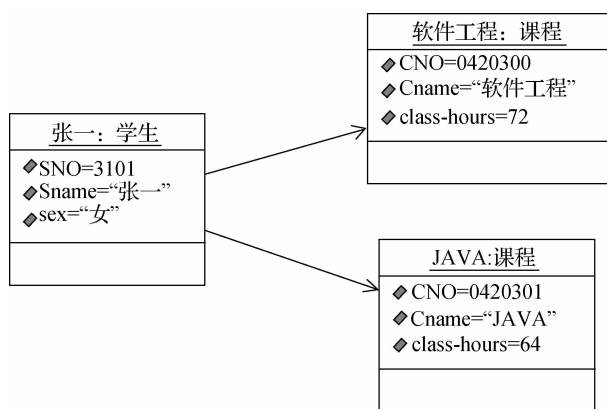 软件工程：课程
CNO=0420300
Cname=“软件工程”
class-hours=72
张一：学生
SNO=3101
Sname=“张一”
sex=“女”
JAVA:课程
CNO=0420301
Cname=“JAVA”
class-hours=64